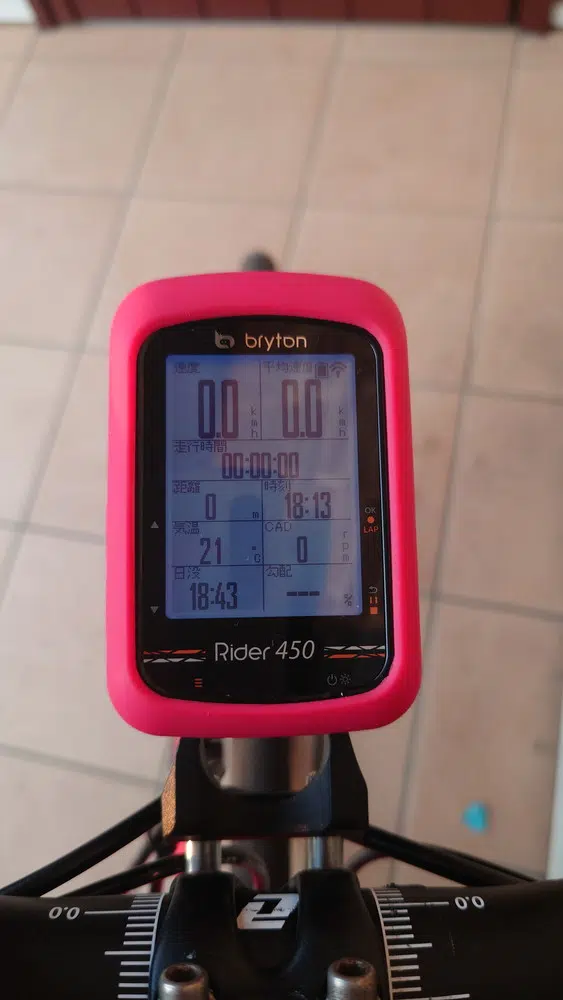 bryton
速度 平均速度
0.0 km/h 0.0 km/h
走行時間
00:00:00
距離 時刻
0 m 18:13
気温 CAD
21 °C 0 rpm
日没 勾配
18:43 --- %
OK
LAP
1:1
Rider 450
0.0 0.0